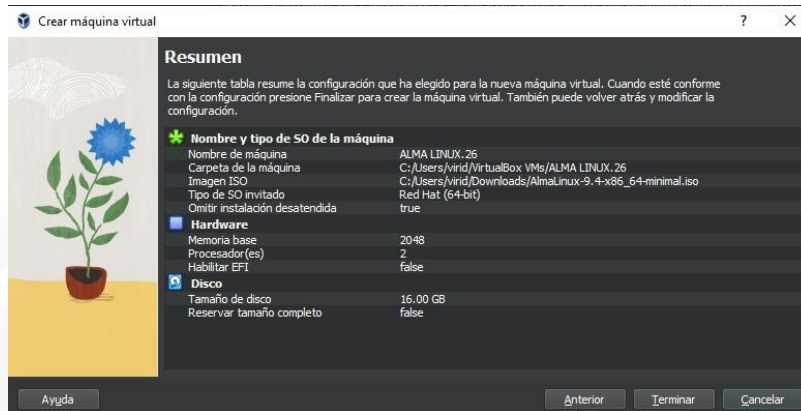 Crear máquina virtual ? X
Resumen
La siguiente tabla resume la configuración que ha elegido para la nueva máquina virtual. Cuando esté conforme
con la configuración presione Finalizar para crear la máquina virtual. También puede volver atrás y modificar la
configuración.
Nombre y tipo de SO de la máquina
Nombre de máquina ALMA LINUX.26
Carpeta de la máquina C:/Users/virid/VirtualBox VMs/ALMA LINUX.26
Imagen ISO C:/Users/virid/Downloads/AlmaLinux-9.4-x86_64-minimal.iso
Tipo de SO invitado Red Hat (64-bit)
Omitir instalación desatendida true
Hardware
Memoria base 2048
Procesador(es) 2
Habilitar EFI false
Disco
Tamaño de disco 16.00 GB
Reservar tamaño completo false
Ayuda Anterior Terminar Cancelar